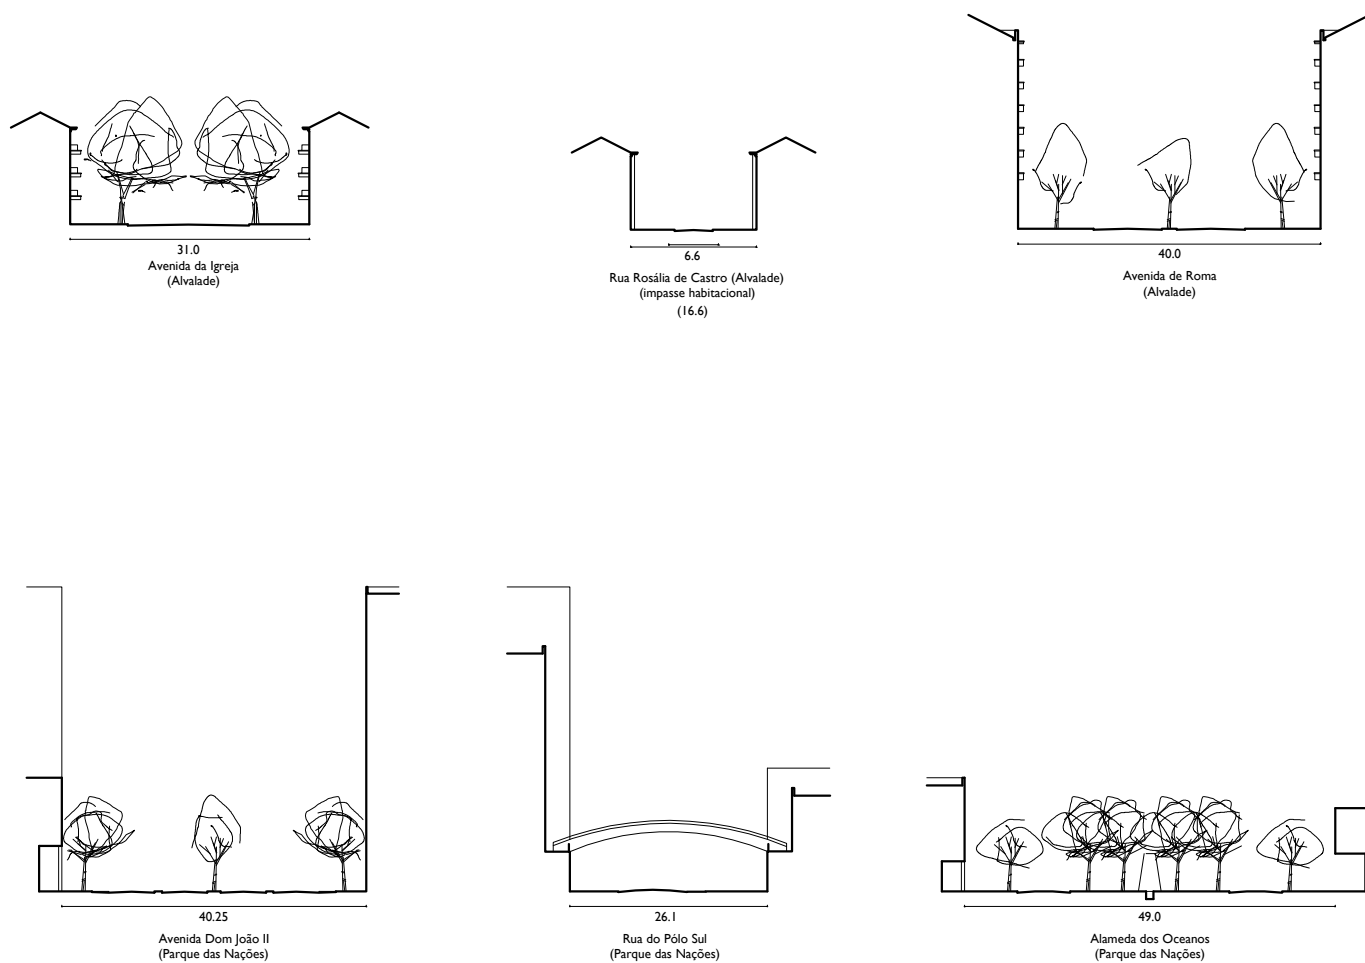 31.0
Avenida da Igreja
(Alvalade)
6.6
Rua Rosália de Castro (Alvalade)
(impasse habitacional)
(16.6)
40.0
Avenida de Roma
(Alvalade)
40.25
Avenida Dom João II
(Parque das Nações)
26.1
Rua do Pólo Sul
(Parque das Nações)
49.0
Alameda dos Oceanos
(Parque das Nações)